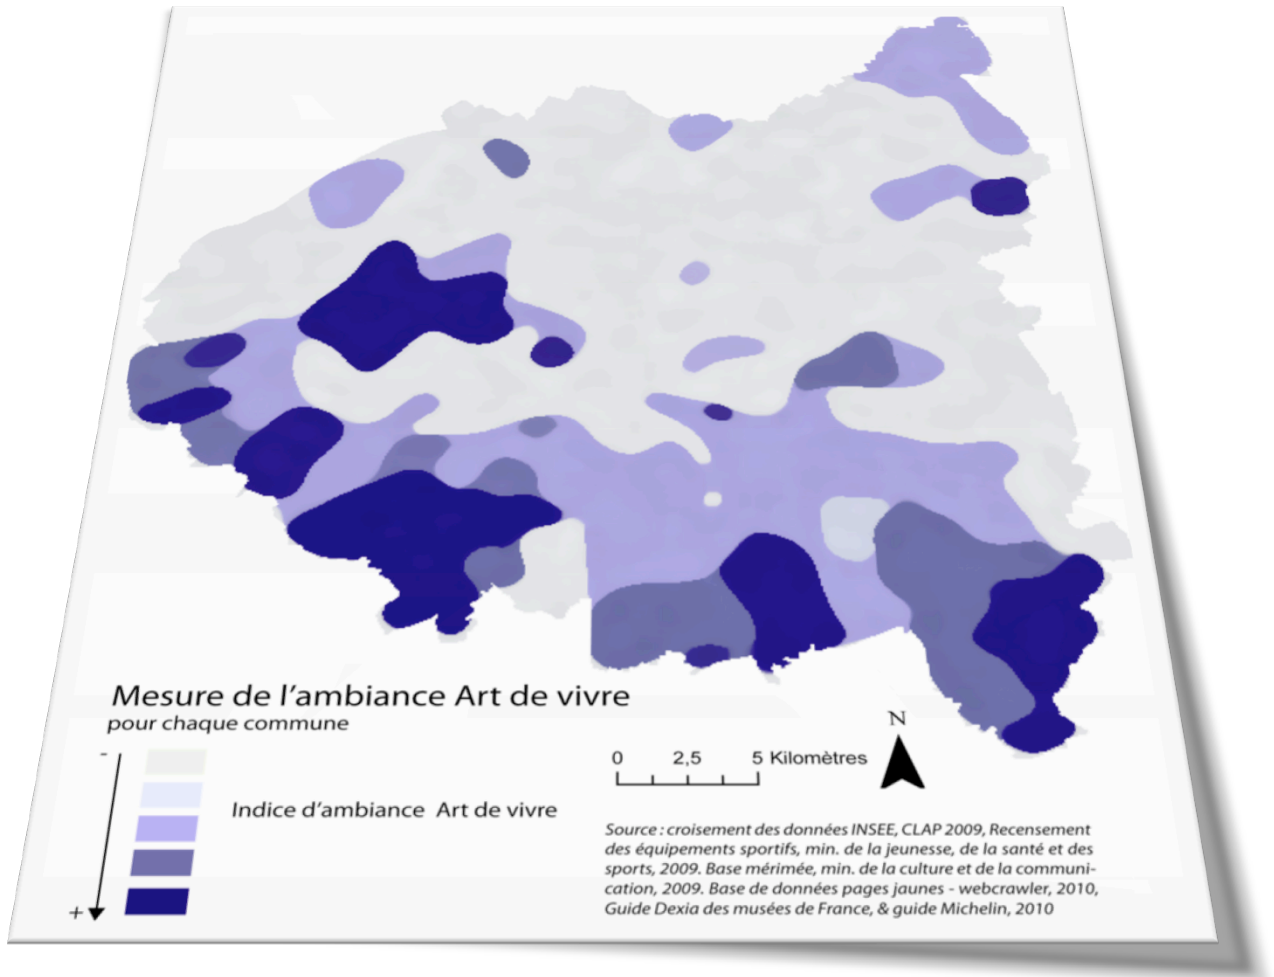 Mesure de l'ambiance Art de vivre
pour chaque commune
-
Indice d'ambiance Art de vivre
+
N
0 2,5 5 Kilomètres
Source : croisement des données INSEE, CLAP 2009, Recensement
des équipements sportifs, min. de la jeunesse, de la santé et des
sports, 2009. Base mérimée, min. de la culture et de la communi-
cation, 2009. Base de données pages jaunes - webcrawler, 2010,
Guide Dexia des musées de France, & guide Michelin, 2010